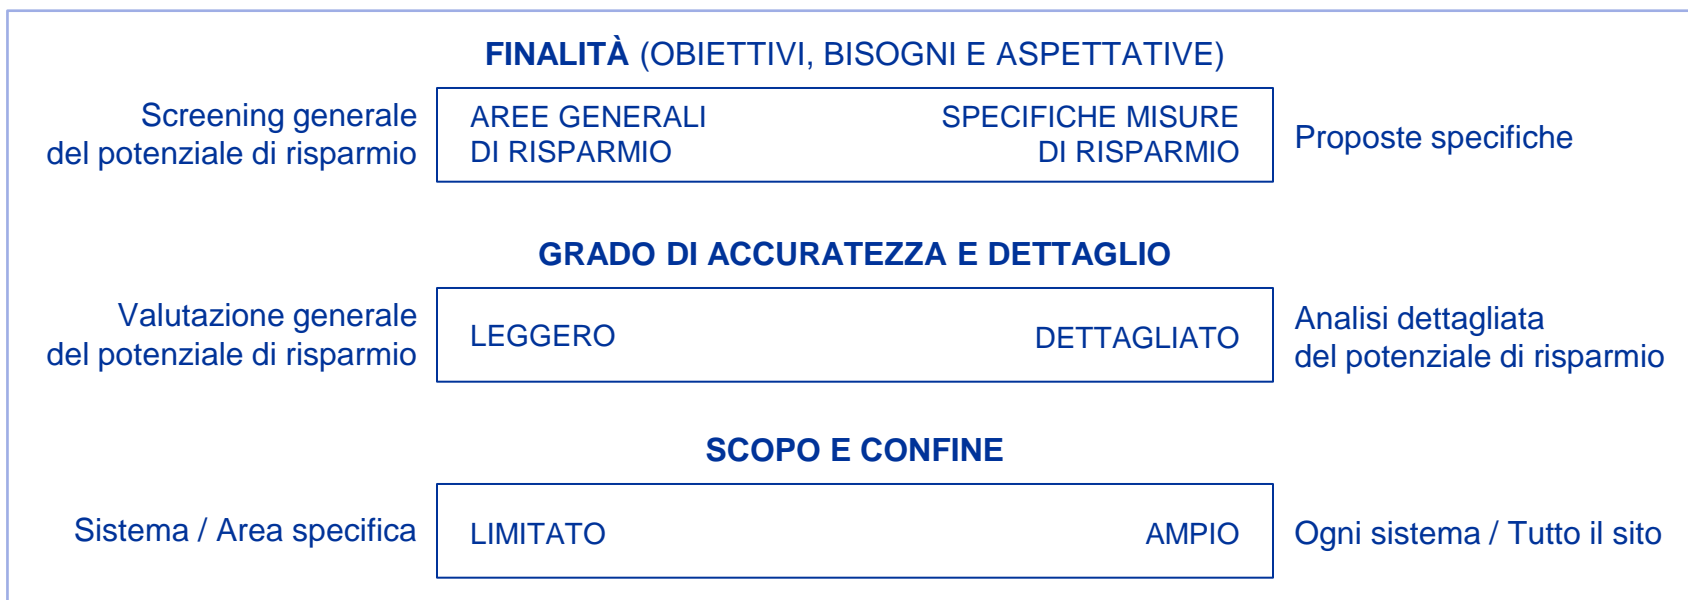 FINALITÀ (OBIETTIVI, BISOGNI E ASPETTATIVE)
Screening generale
del potenziale di risparmio
AREE GENERALI
DI RISPARMIO
SPECIFICHE MISURE
DI RISPARMIO
Proposte specifiche
GRADO DI ACCURATEZZA E DETTAGLIO
Valutazione generale
del potenziale di risparmio
LEGGERO
DETTAGLIATO
Analisi dettagliata
del potenziale di risparmio
SCOPO E CONFINE
Sistema / Area specifica
LIMITATO
AMPIO
Ogni sistema / Tutto il sito